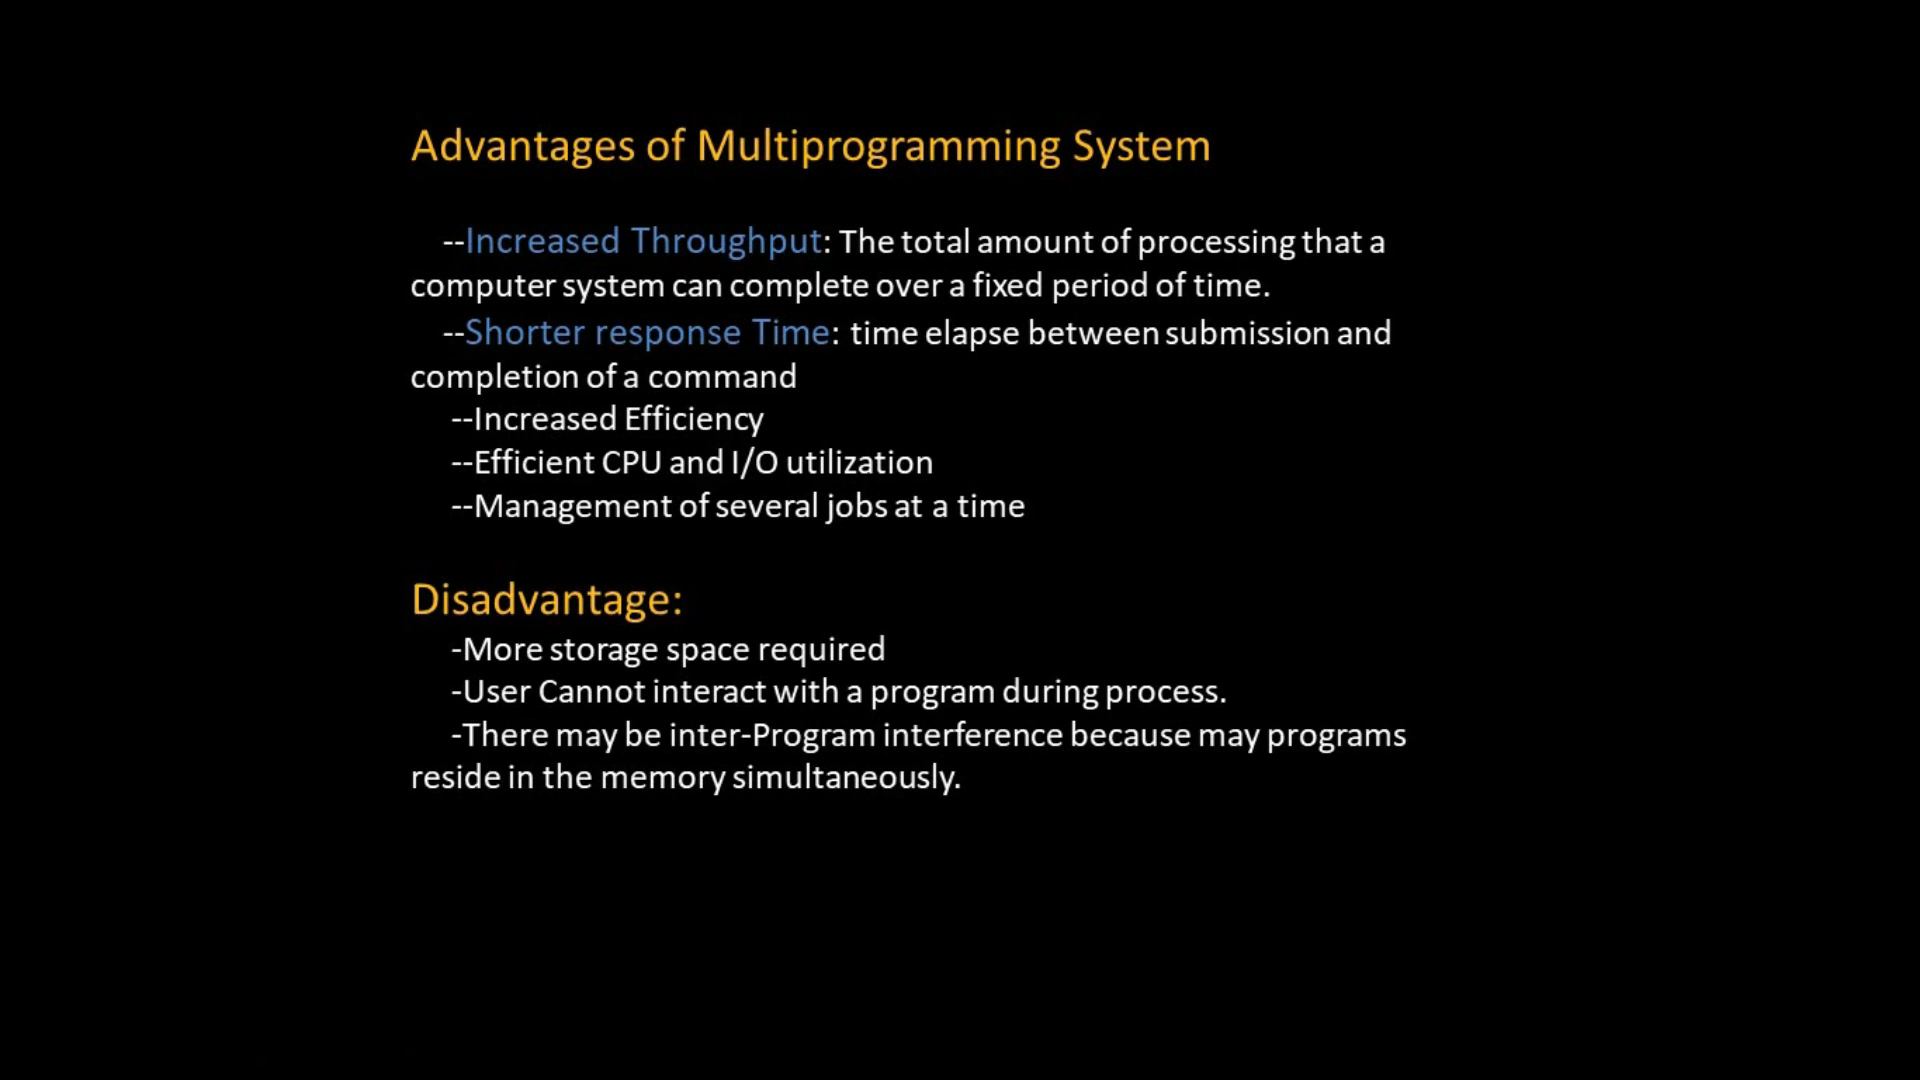 Advantages of Multiprogramming System
--Increased Throughput: The total amount of processing that a
computer system can complete over a fixed period of time.
--Shorter response Time: time elapse between submission and
completion of a command
--Increased Efficiency
--Efficient CPU and I/O utilization
--Management of several jobs at a time
Disadvantage:
-More storage space required
-User Cannot interact with a program during process.
-There may be inter-Program interference because may programs
reside in the memory simultaneously.